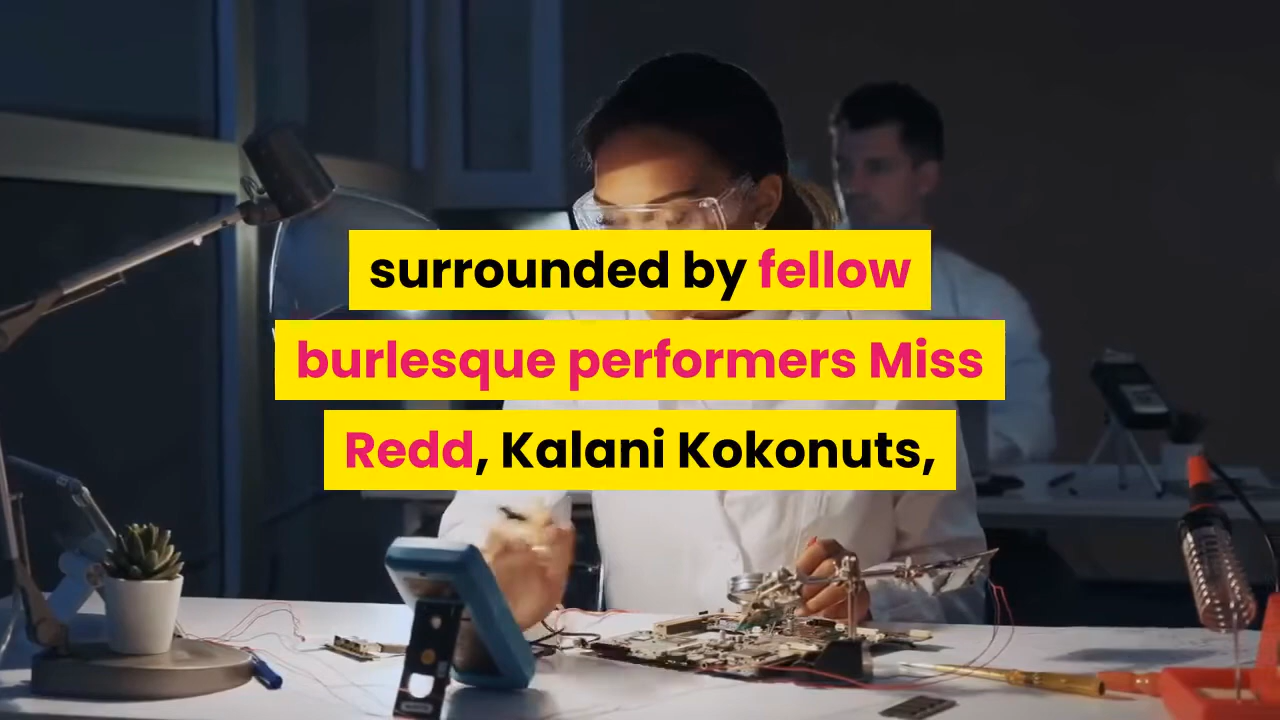 surrounded by fellow
burlesque performers Miss
Redd, Kalani Kokonuts,